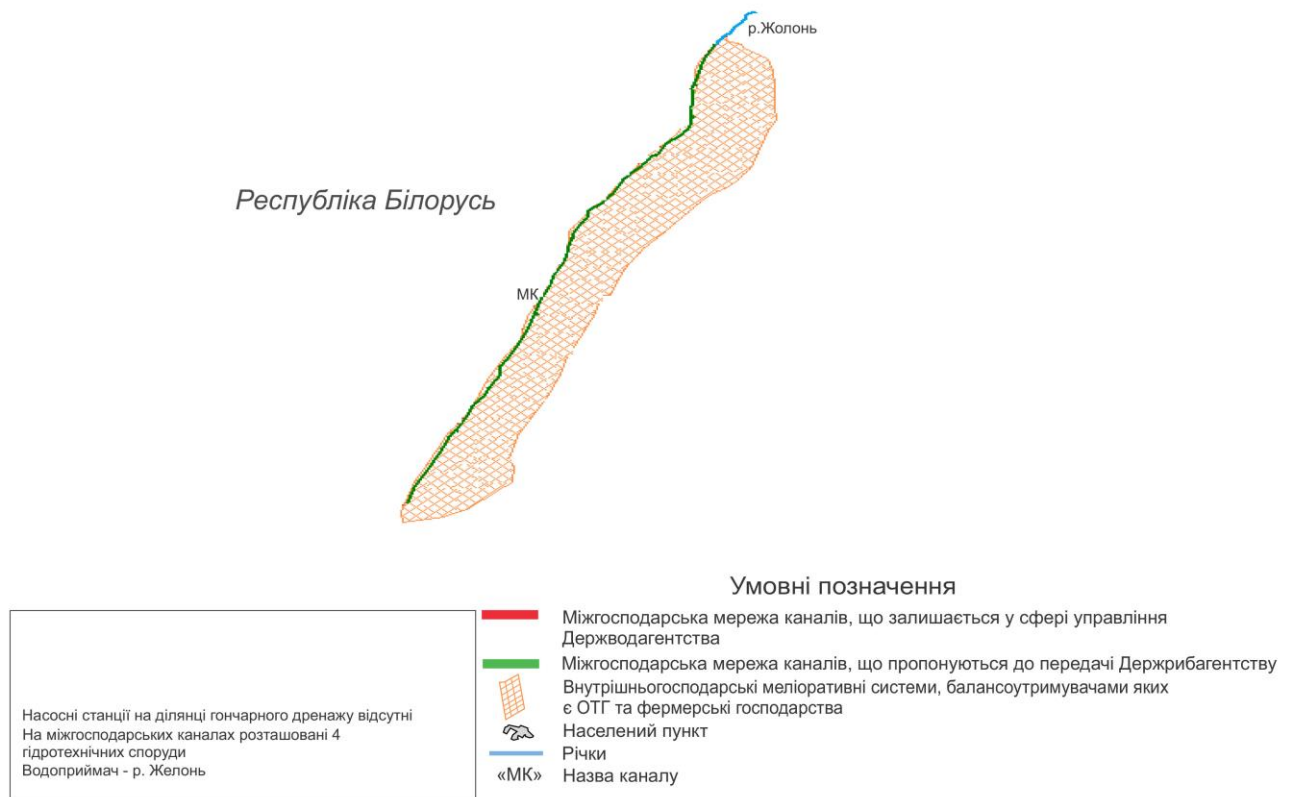 р.Жолонь
Республіка Білорусь
МК
Умовні позначення
Міжгосподарська мережа каналів, що залишається у сфері управління
Держводагентства
Міжгосподарська мережа каналів, що пропонуються до передачі Держрибагентству
Внутрішньогосподарські меліоративні системи, балансоутримувачами яких
є ОТГ та фермерські господарства
Населений пункт
Річки
«МК» Назва каналу
Насосні станції на ділянці гончарного дренажу відсутні
На міжгосподарських каналах розташовані 4
гідротехнічних споруди
Водоприймач - р. Желонь